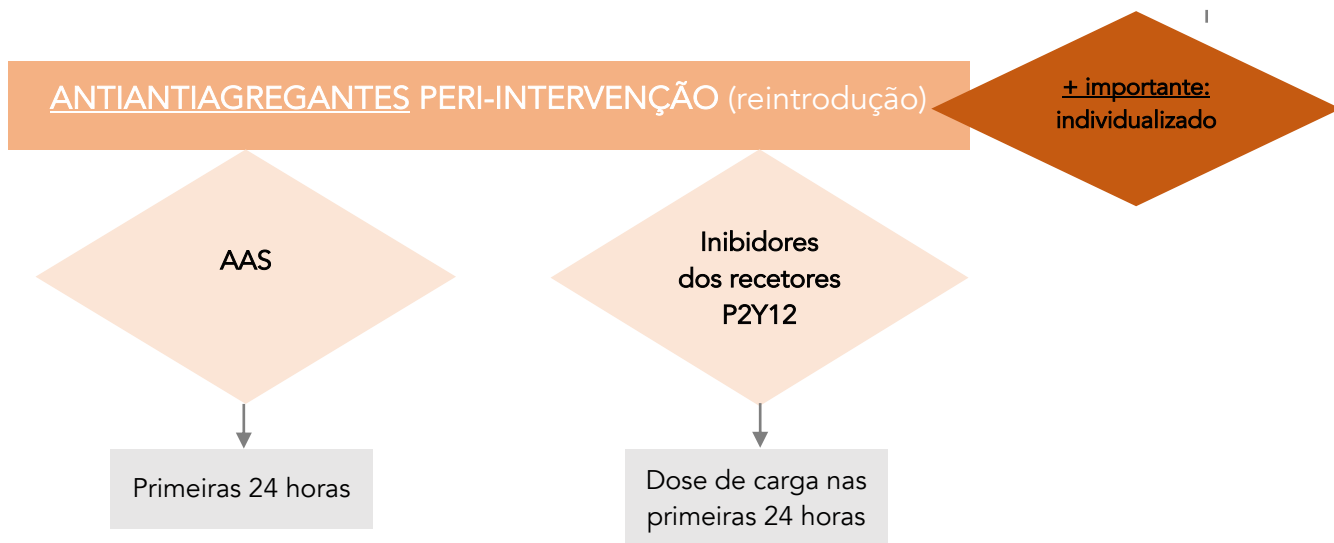 ANTIANTIAGREGANTES PERI-INTERVENÇÃO (reintrodução)
+ importante:
individualizado
AAS
Inibidores
dos recetores
P2Y12
Primeiras 24 horas
Dose de carga nas
primeiras 24 horas